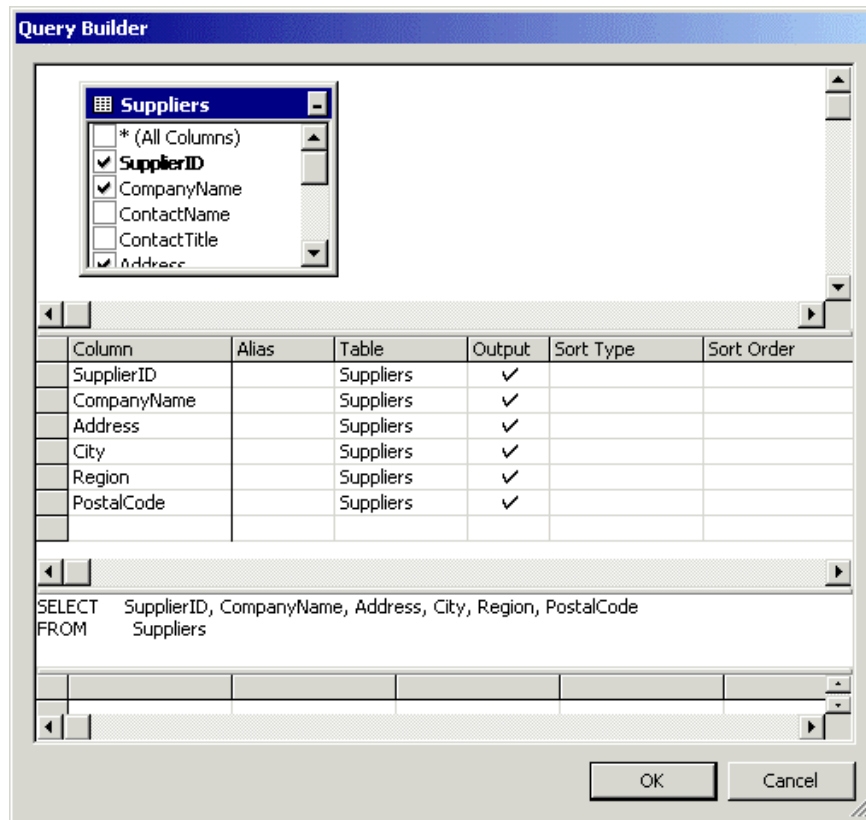 Query Builder
Suppliers
* (All Columns)
SupplierID
CompanyName
ContactName
ContactTitle
Address
Column Alias Table Output Sort Type Sort Order
SupplierID Suppliers
CompanyName Suppliers
Address Suppliers
City Suppliers
Region Suppliers
PostalCode Suppliers
SELECT SupplierID, CompanyName, Address, City, Region, PostalCode
FROM Suppliers
OK Cancel